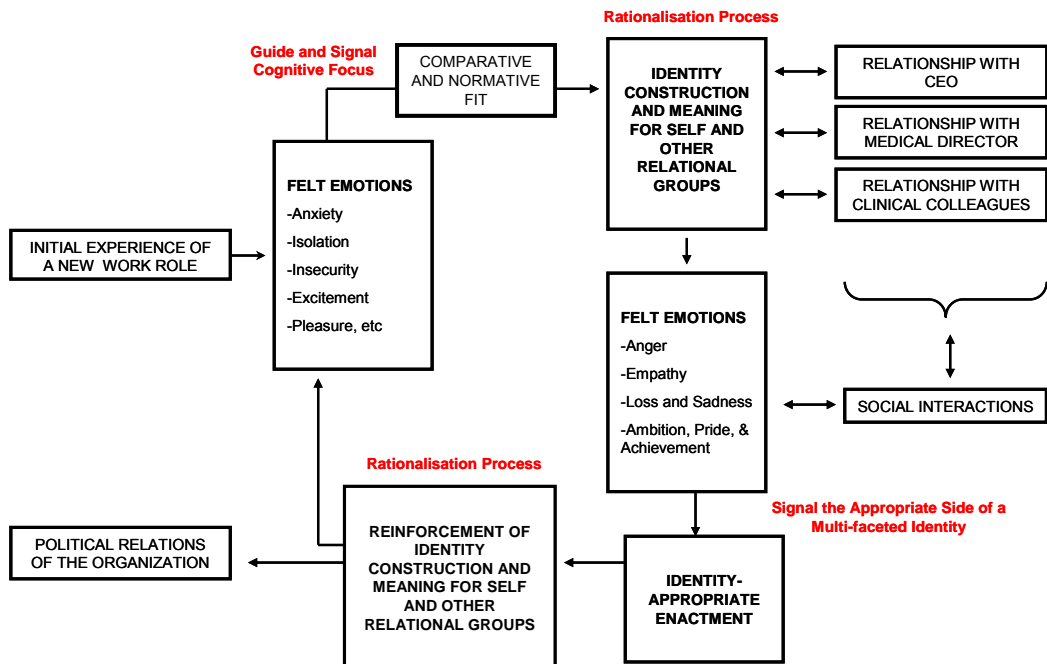 Rationalisation Process
Guide and Signal
Cognitive Focus
COMPARATIVE
AND NORMATIVE
FIT
IDENTITY
CONSTRUCTION
AND MEANING
FOR SELF AND
OTHER
RELATIONAL
GROUPS
RELATIONSHIP WITH
CEO
RELATIONSHIP WITH
MEDICAL DIRECTOR
RELATIONSHIP WITH
CLINICAL COLLEAGUES
FELT EMOTIONS
-Anxiety
-Isolation
-Insecurity
-Excitement
-Pleasure, etc
INITIAL EXPERIENCE OF
A NEW WORK ROLE
FELT EMOTIONS
-Anger
-Empathy
-Loss and Sadness
-Ambition, Pride, &
Achievement
SOCIAL INTERACTIONS
Rationalisation Process
Signal the Appropriate Side of a
Multi-faceted Identity
POLITICAL RELATIONS
OF THE ORGANIZATION
REINFORCEMENT OF
IDENTITY
CONSTRUCTION AND
MEANING FOR SELF
AND OTHER
RELATIONAL GROUPS
IDENTITY-
APPROPRIATE
ENACTMENT